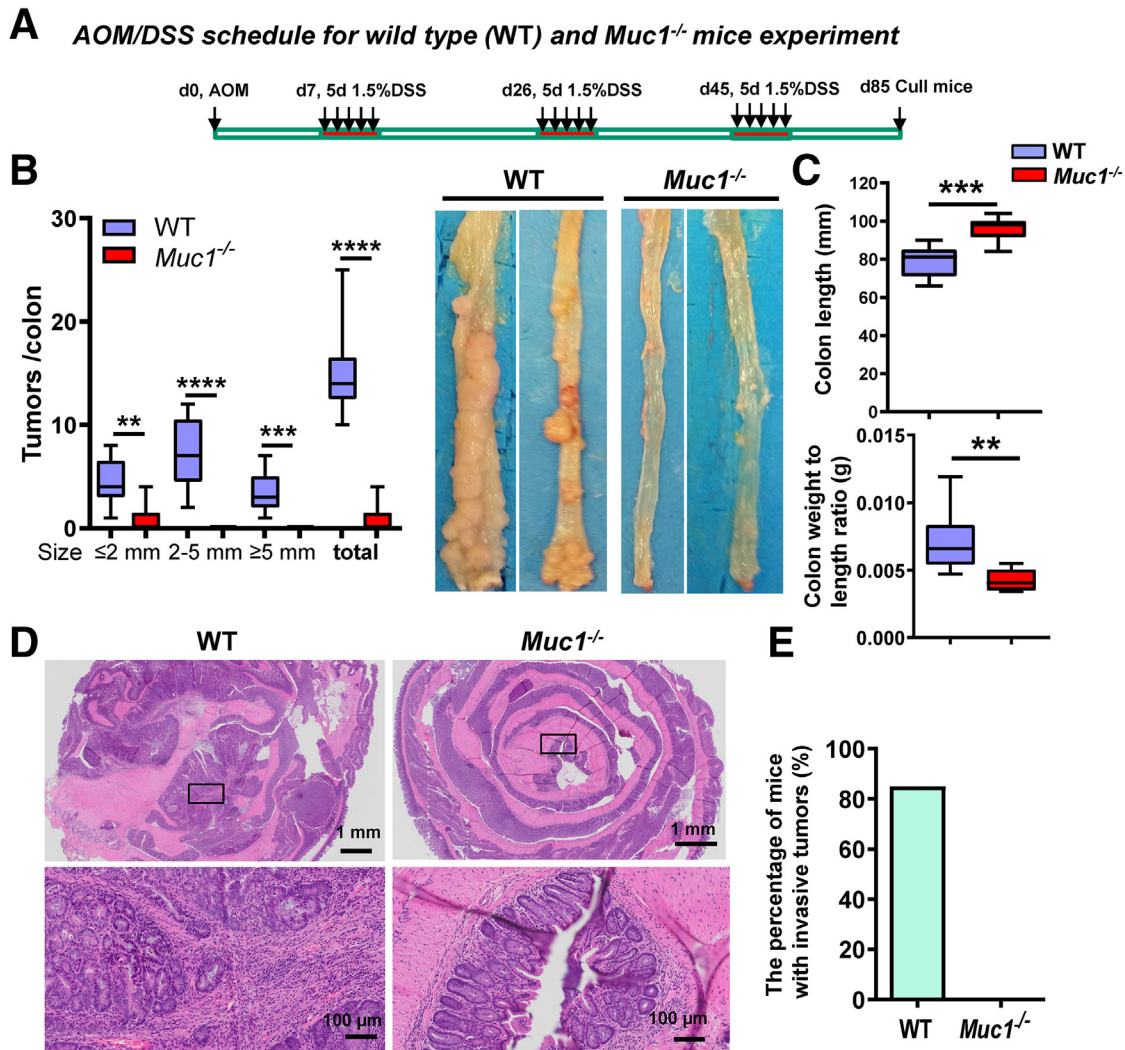 A
AOM/DSS schedule for wild type (WT) and Muc1-/- mice experiment
d0, AOM
d7, 5d 1.5%DSS
d26, 5d 1.5%DSS
d45, 5d 1.5%DSS
d85 Cull mice
B
Tumors /colon
30
20
10
0
WT
Muc1-/-
**
****
***
****
Size
≤2 mm
2-5 mm
≥5 mm
total
WT
Muc1-/-
C
WT
Muc1-/-
Colon length (mm)
120
100
80
60
40
20
0
***
Colon weight to
length ratio (g)
0.015
0.010
0.005
0.000
**
D
WT
Muc1-/-
1 mm
1 mm
100 μm
100 μm
E
The percentage of mice
with invasive tumors (%)
100
80
60
40
20
0
WT
Muc1-/-